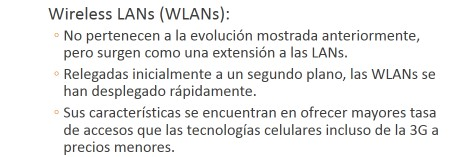 Wireless LANs (WLANs):
◦ No pertenecen a la evolución mostrada anteriormente,
pero surgen como una extensión a las LANs.
◦ Relegadas inicialmente a un segundo plano, las WLANs se
han desplegado rápidamente.
◦ Sus características se encuentran en ofrecer mayores tasa
de accesos que las tecnologías celulares incluso de la 3G a
precios menores.